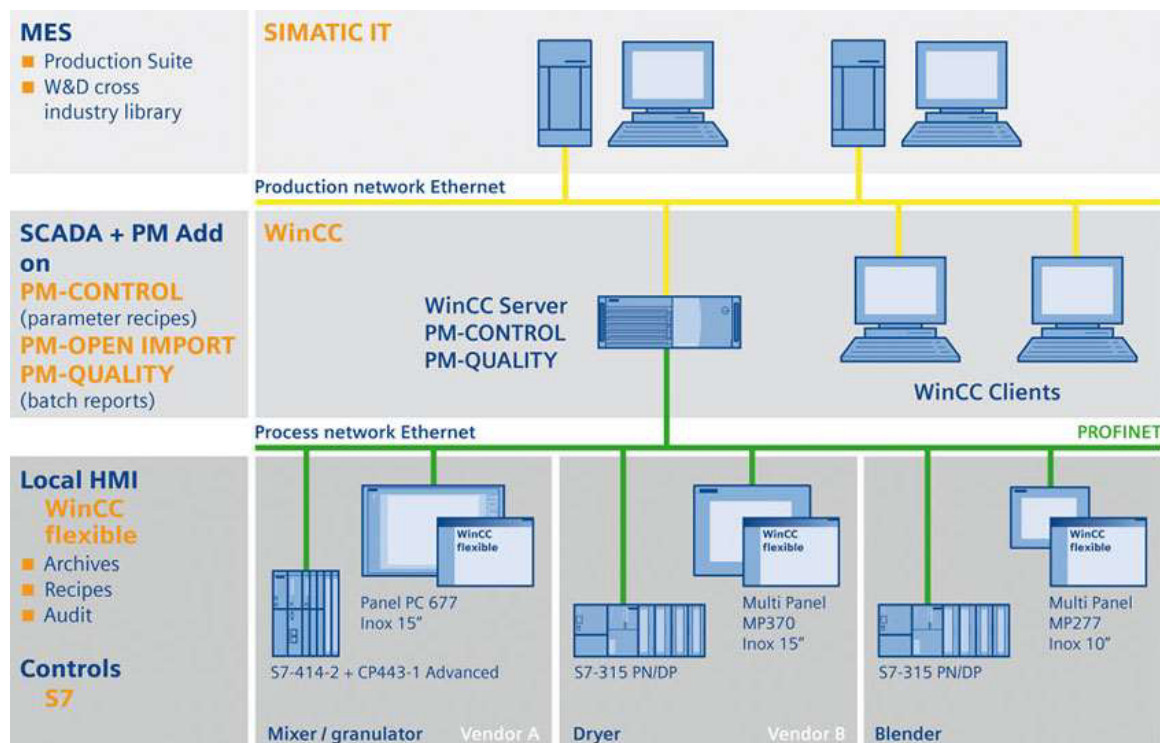 MES
Production Suite
W&D cross
industry library
SIMATIC IT
Production network Ethernet
SCADA + PM Add
on
PM-CONTROL
(parameter recipes)
PM-OPEN IMPORT
PM-QUALITY
(batch reports)
WinCC
WinCC Server
PM-CONTROL
PM-QUALITY
WinCC Clients
Process network Ethernet
PROFINET
Local HMI
WinCC
flexible
Archives
Recipes
Audit
Controls
S7
WinCC
flexible
Panel PC 677
Inox 15"
S7-414-2 + CP443-1 Advanced
Mixer / granulator
Vendor A
WinCC
flexible
Multi Panel
MP370
Inox 15"
S7-315 PN/DP
Dryer
Vendor B
WinCC
flexible
Multi Panel
MP277
Inox 10"
S7-315 PN/DP
Blender